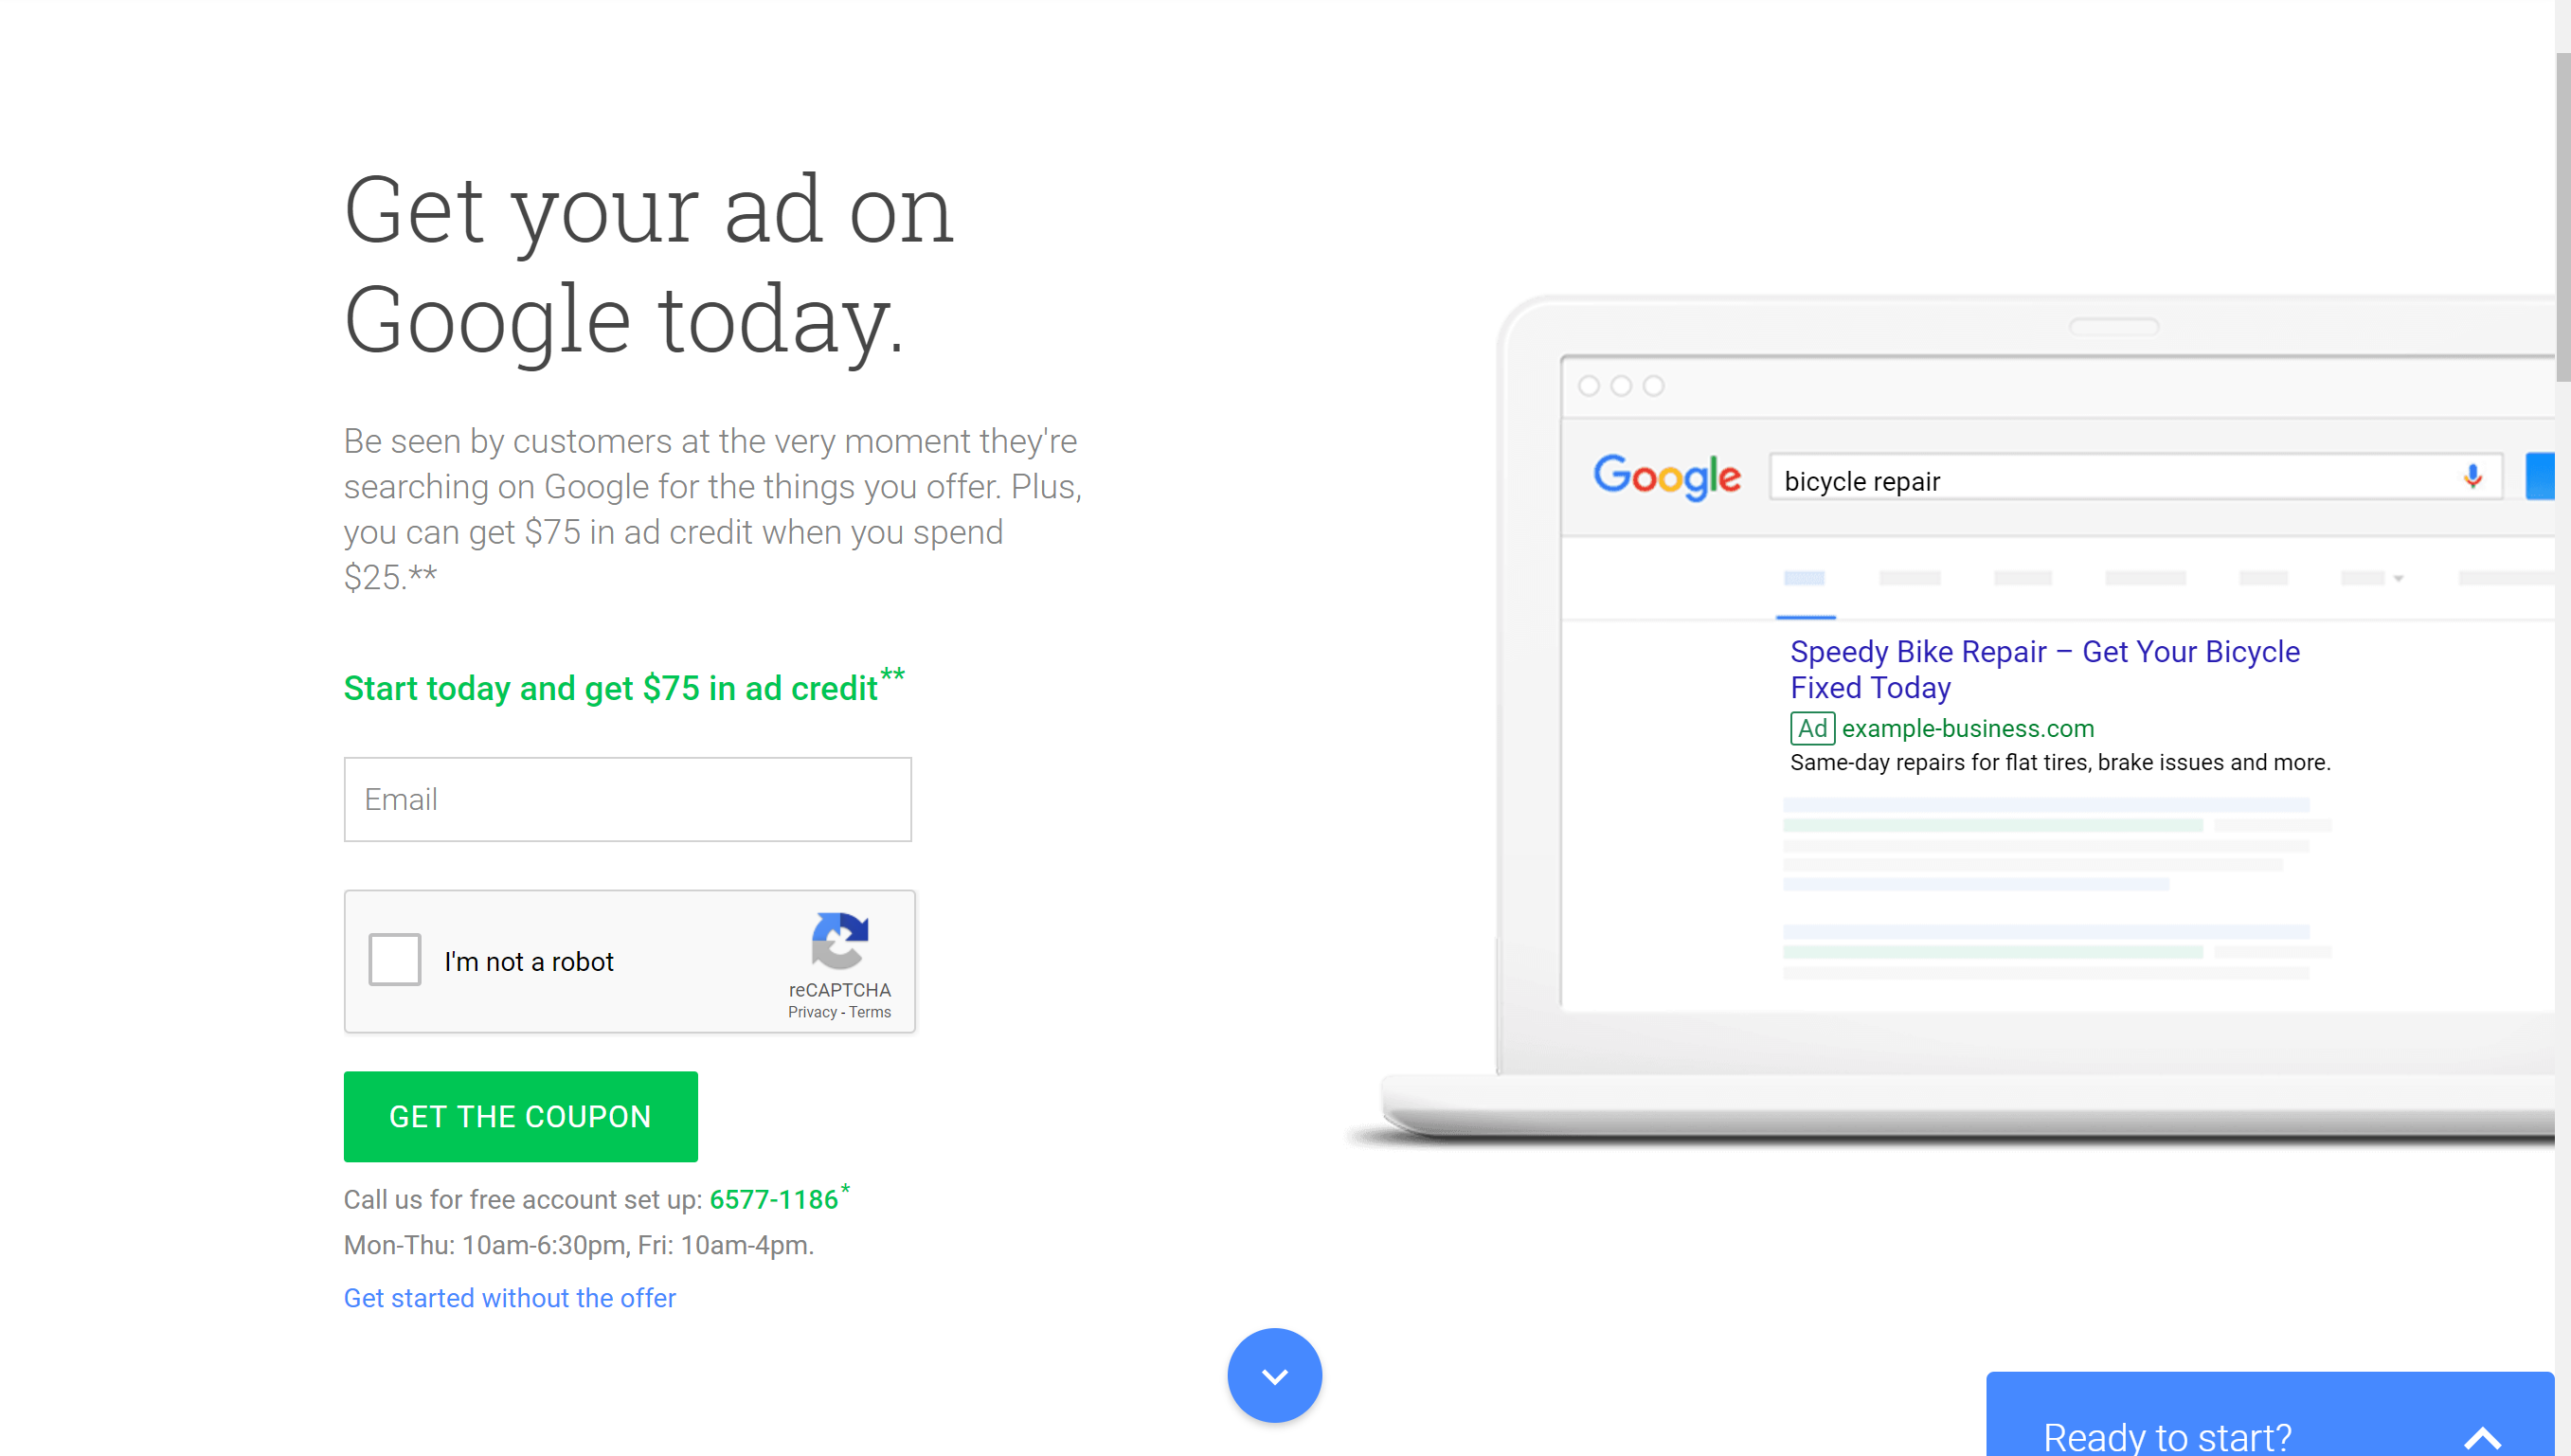 Get your ad on
Google today.
Be seen by customers at the very moment they're
searching on Google for the things you offer. Plus,
you can get $75 in ad credit when you spend
$25.**
Start today and get $75 in ad credit**
Email
I'm not a robot
reCAPTCHA
Privacy - Terms
GET THE COUPON
Call us for free account set up: 6577-1186*
Mon-Thu: 10am-6:30pm, Fri: 10am-4pm.
Get started without the offer
Google
bicycle repair
Speedy Bike Repair – Get Your Bicycle
Fixed Today
Ad example-business.com
Same-day repairs for flat tires, brake issues and more.
Ready to start?